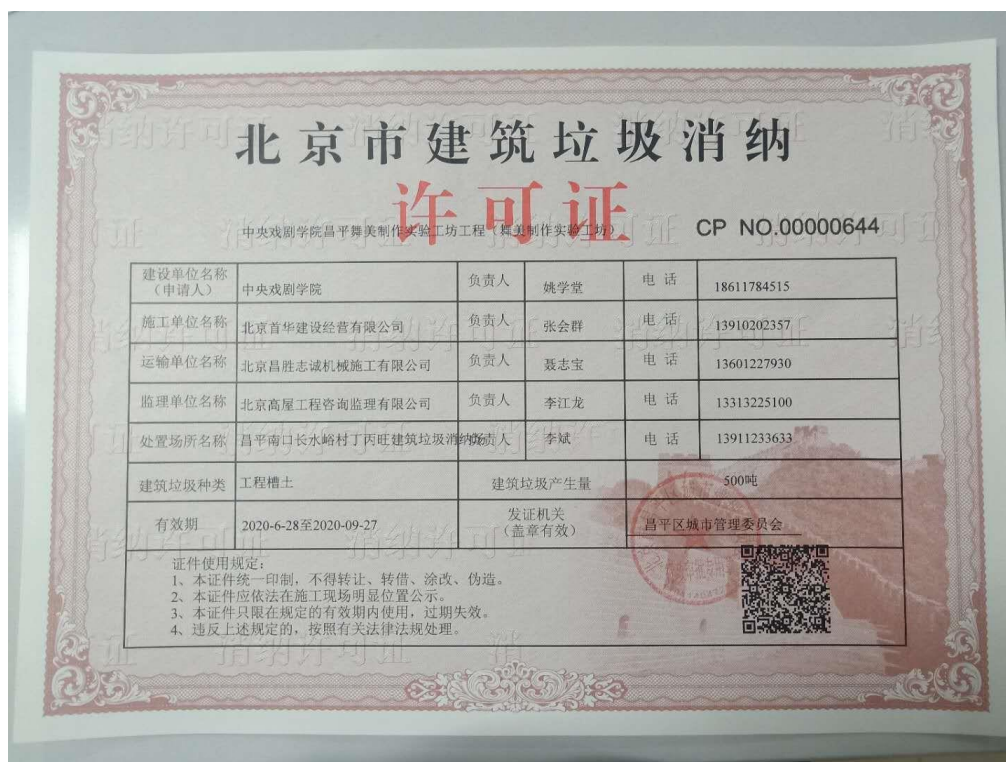 北京市建筑垃圾消纳
许可证
中央戏剧学院昌平舞美制作实验工坊工程（舞美制作实验工坊） CP NO.00000644
建设单位名称（申请人） 中央戏剧学院 负责人 姚学堂 电话 18611784515
施工单位名称 北京首华建设经营有限公司 负责人 张会群 电话 13910202357
运输单位名称 北京昌胜志诚机械施工有限公司 负责人 聂志宝 电话 13601227930
监理单位名称 北京高屋工程咨询监理有限公司 负责人 李江龙 电话 13313225100
处置场所名称 昌平南口长水峪村丁丙旺建筑垃圾消纳场 负责人 李斌 电话 13911233633
建筑垃圾种类 工程槽土 建筑垃圾产生量 500吨
有效期 2020-6-28至2020-09-27 发证机关（盖章有效） 昌平区城市管理委员会
证件使用规定：
1、本证件统一印制，不得转让、转借、涂改、伪造。
2、本证件应依法在施工现场明显位置公示。
3、本证件只限在规定的有效期内使用，过期失效。
4、违反上述规定的，按照有关法律法规处理。